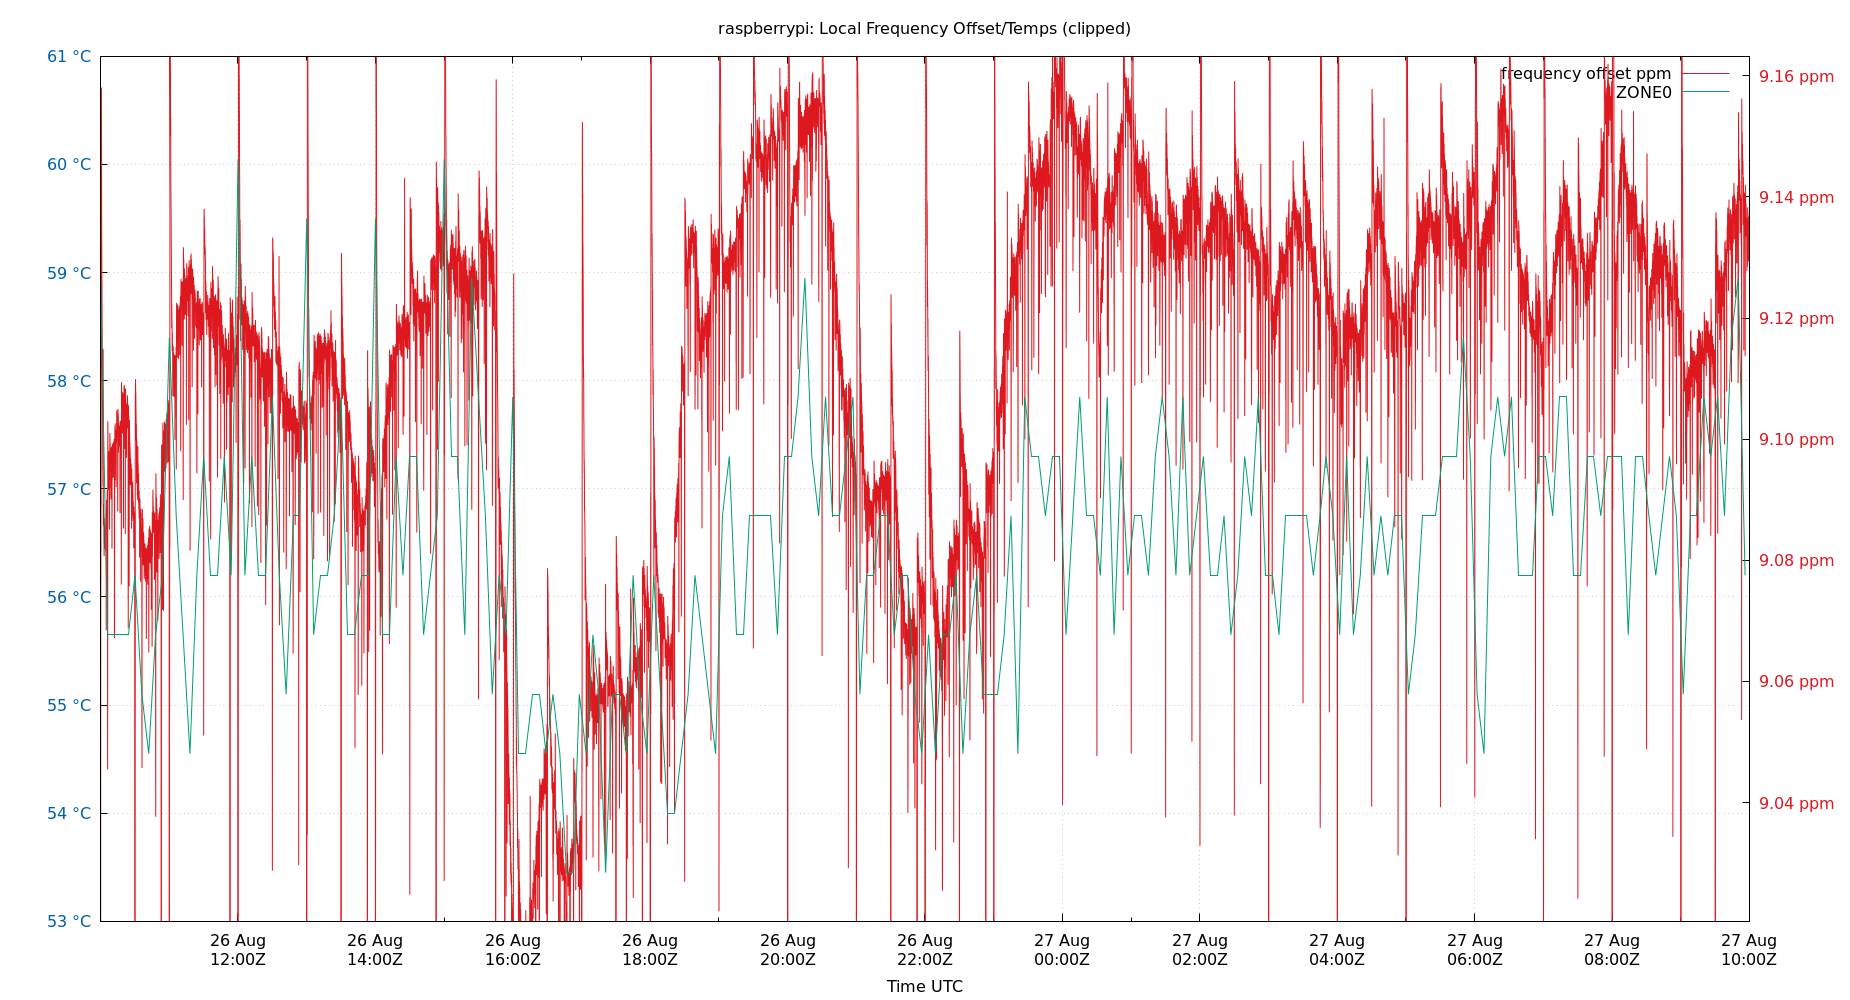 raspberrypi: Local Frequency Offset/Temps (clipped)
61 °C
60 °C
59 °C
58 °C
57 °C
56 °C
55 °C
54 °C
53 °C
frequency offset ppm
ZONE0
9.16 ppm
9.14 ppm
9.12 ppm
9.10 ppm
9.08 ppm
9.06 ppm
9.04 ppm
26 Aug
12:00Z
26 Aug
14:00Z
26 Aug
16:00Z
26 Aug
18:00Z
26 Aug
20:00Z
26 Aug
22:00Z
27 Aug
00:00Z
27 Aug
02:00Z
27 Aug
04:00Z
27 Aug
06:00Z
27 Aug
08:00Z
27 Aug
10:00Z
Time UTC